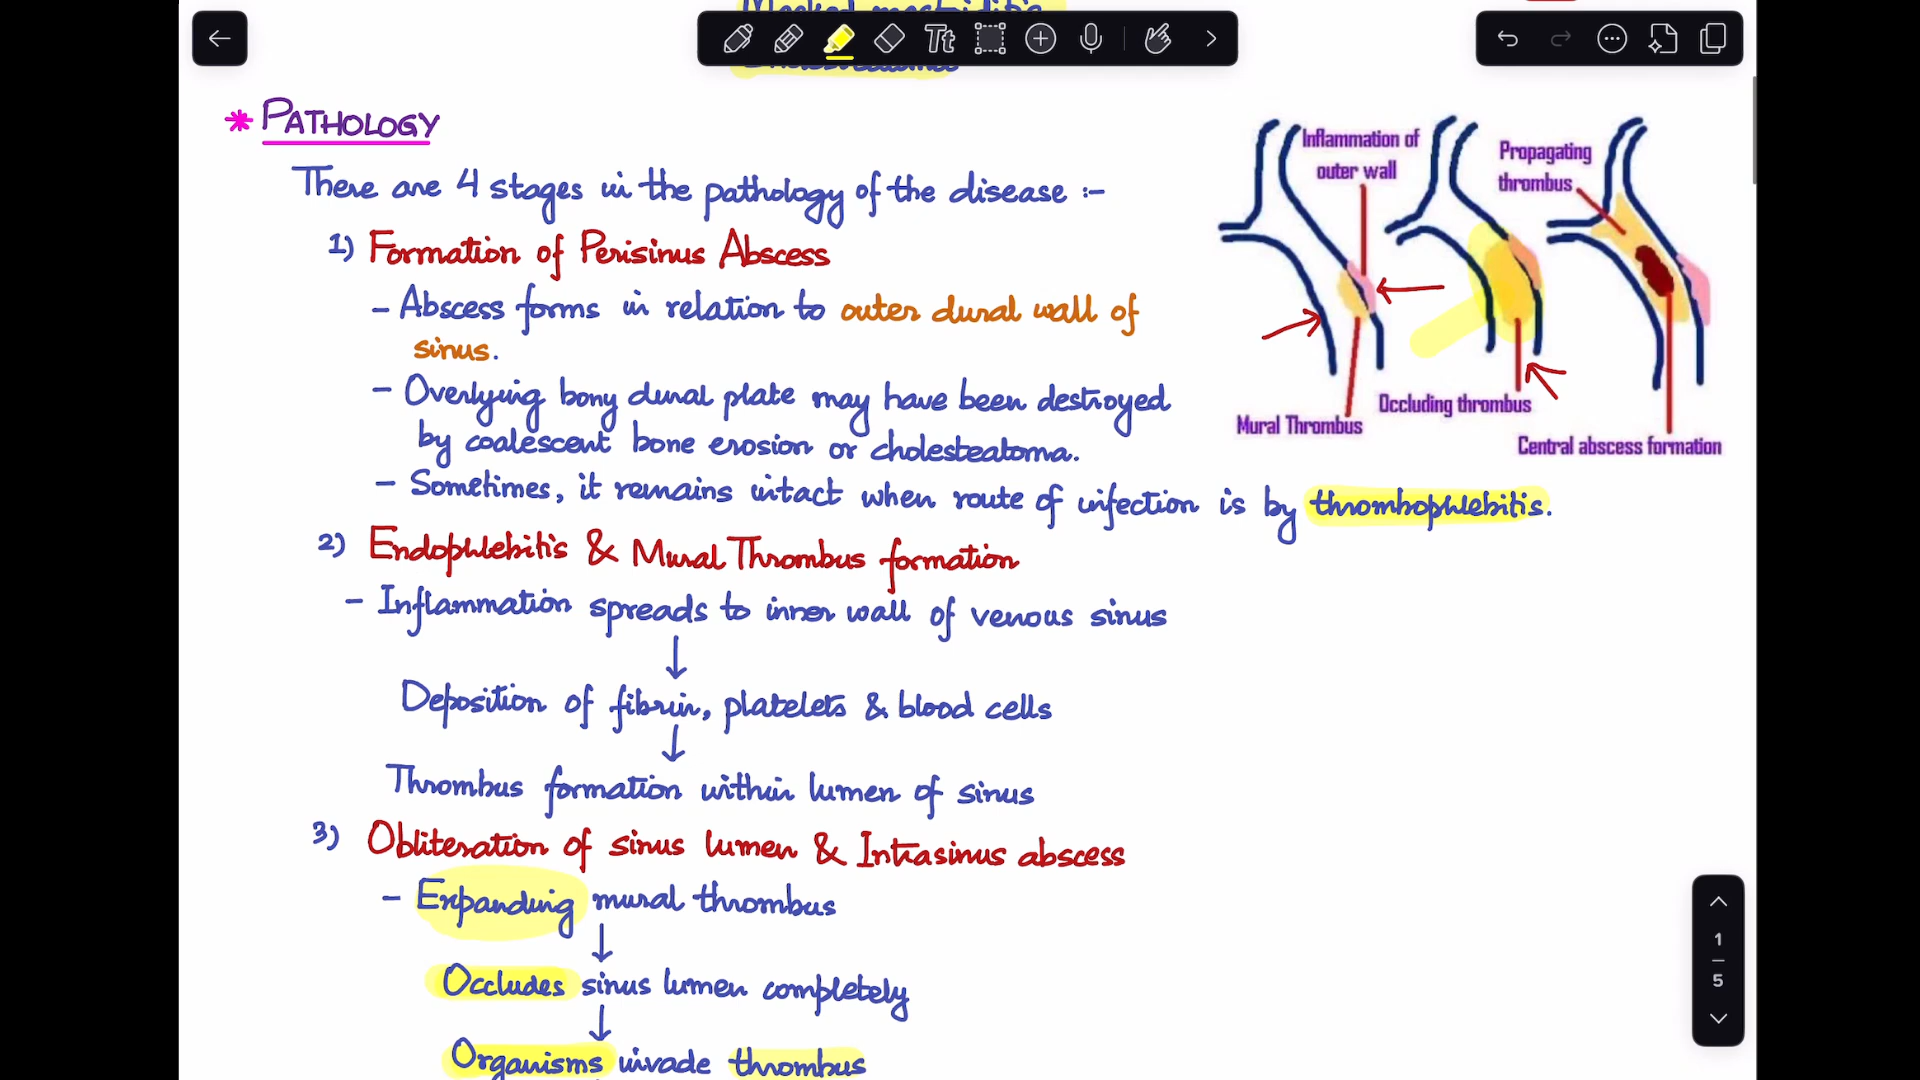 Tt
* PATHOLOGY
There are 4 stages in the pathology of the disease :-
1) Formation of Perisinus Abscess
- Abscess forms in relation to outer dural wall of
sinus.
- Overlying bony dural plate may have been destroyed
by coalescent bone erosion or cholesteatoma.
- Sometimes, it remains intact when route of infection is by thrombophlebitis.
2) Endophlebitis & Mural Thrombus formation
- Inflammation spreads to inner wall of venous sinus
↓
Deposition of fibrin, platelets & blood cells
↓
Thrombus formation within lumen of sinus
3) Obliteration of sinus lumen & Intrasinus abscess
- Expanding mural thrombus
↓
Occludes sinus lumen completely
↓
Organisms invade thrombus
Inflammation of
outer wall
Propagating
thrombus
Mural Thrombus
Occluding thrombus
Central abscess formation
1
5